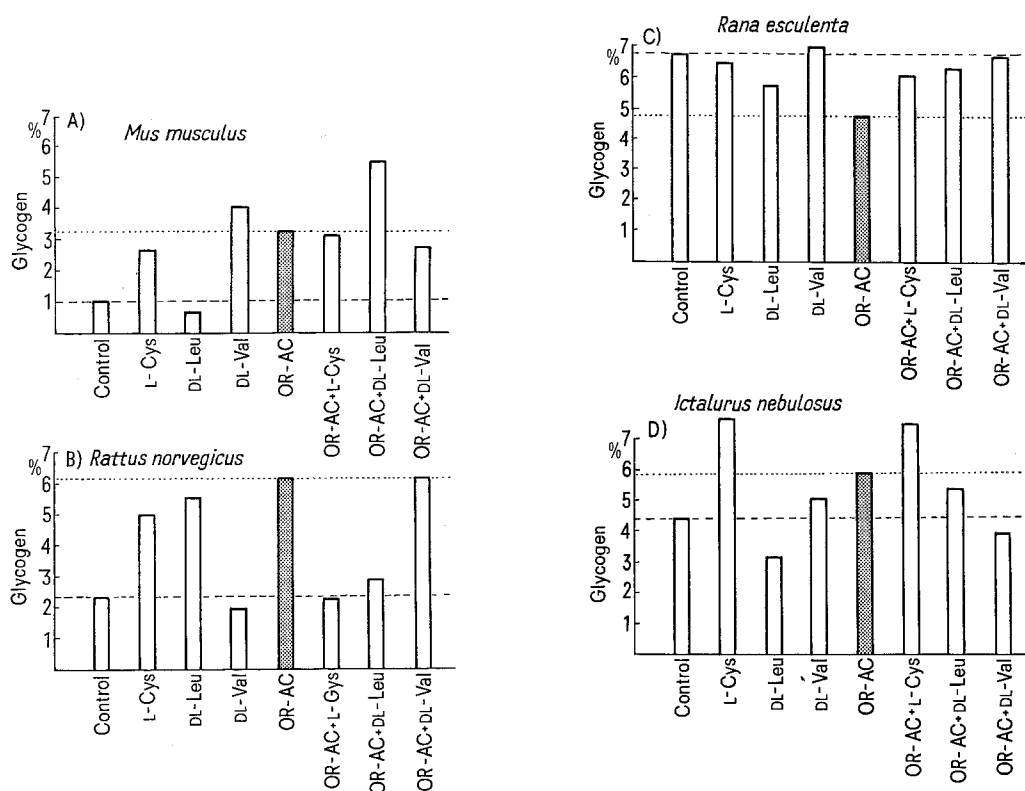 A)
Mus musculus
%
7
6
5
4
3
2
1
Glycogen
Control
L-Cys
DL-Leu
DL-Val
OR-AC
OR-AC+L-Cys
OR-AC+DL-Leu
OR-AC+DL-Val
B) Rattus norvegicus
%
7
6
5
4
3
2
1
Glycogen
Control
L-Cys
DL-Leu
DL-Val
OR-AC
OR-AC+L-Gys
OR-AC+DL-Leu
OR-AC+DL-Val
C)
Rana esculenta
%
7
6
5
4
3
2
1
Glycogen
Control
L-Cys
DL-Leu
DL-Val
OR-AC
OR-AC+L-Cys
OR-AC+DL-Leu
OR-AC+DL-Val
Ictalurus nebulosus
D)
%
7
6
5
4
3
2
1
Glycogen
Control
L-Cys
DL-Leu
DL-Val
OR-AC
OR-AC+L-Cys
OR-AC+DL-Leu
OR-AC+DL-Val